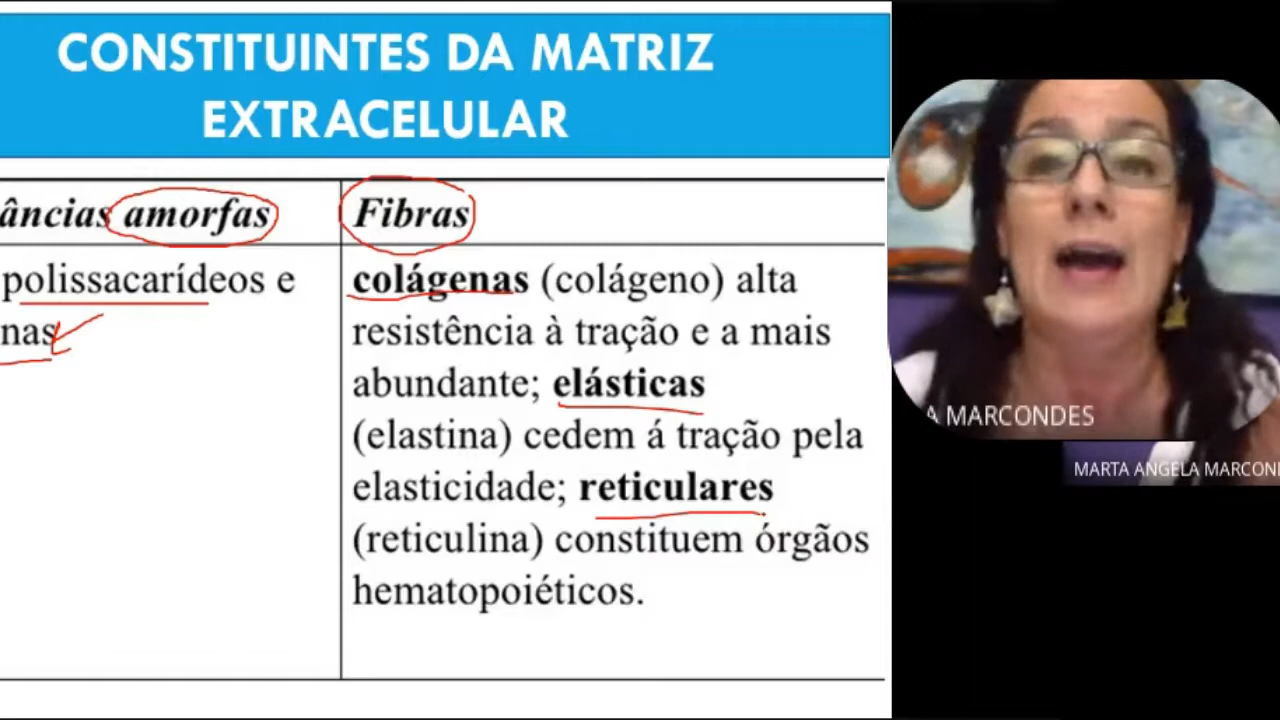 CONSTITUINTES DA MATRIZ
EXTRACELULAR
âncias amorfas
Fibras
polissacarídeos e
nas
colágenas (colágeno) alta
resistência à tração e a mais
abundante; elásticas
(elastina) cedem á tração pela
elasticidade; reticulares
(reticulina) constituem órgãos
hematopoiéticos.
A MARCONDES
MARTA ANGELA MARCON